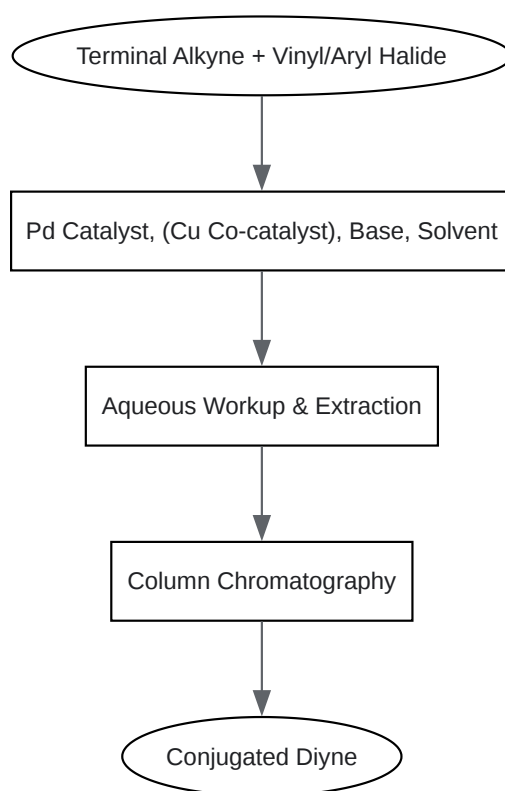 Terminal Alkyne + Vinyl/Aryl Halide
Pd Catalyst, (Cu Co-catalyst), Base, Solvent
Aqueous Workup & Extraction
Column Chromatography
Conjugated Diyne